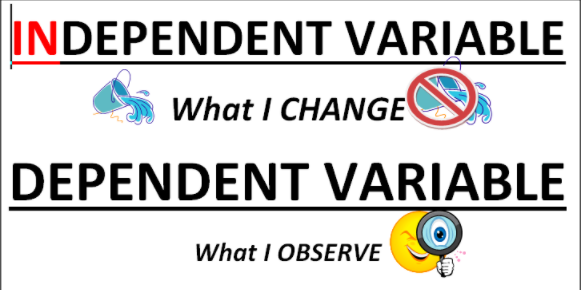 INDEPENDENT VARIABLE
What I CHANGE
DEPENDENT VARIABLE
What I OBSERVE